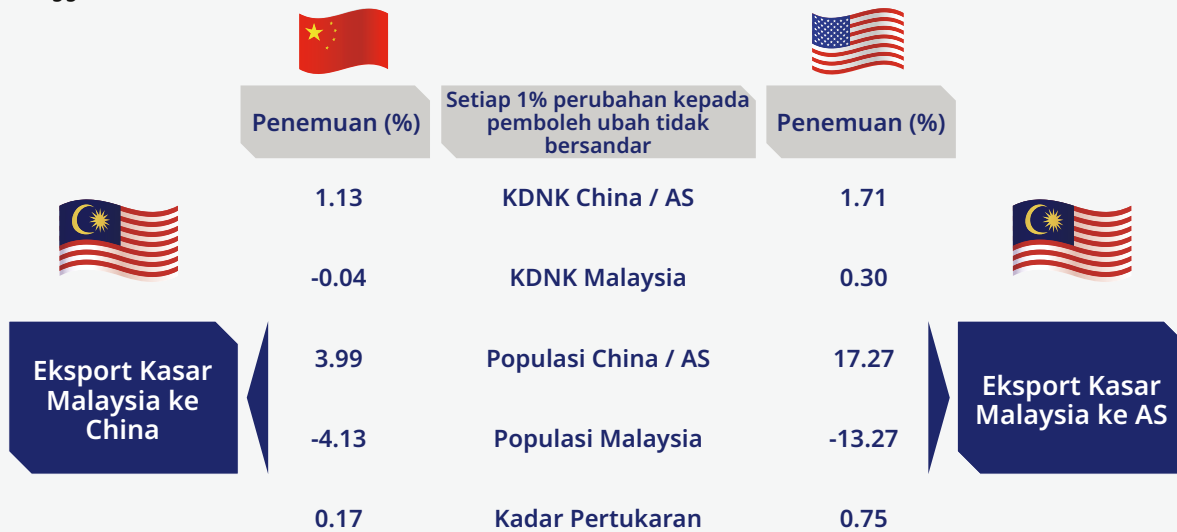 Penemuan (%)
Setiap 1% perubahan kepada
pemboleh ubah tidak
bersandar
Penemuan (%)
1.13 KDNK China / AS 1.71
-0.04 KDNK Malaysia 0.30
3.99 Populasi China / AS 17.27
-4.13 Populasi Malaysia -13.27
0.17 Kadar Pertukaran 0.75
Eksport Kasar
Malaysia ke
China
Eksport Kasar
Malaysia ke AS